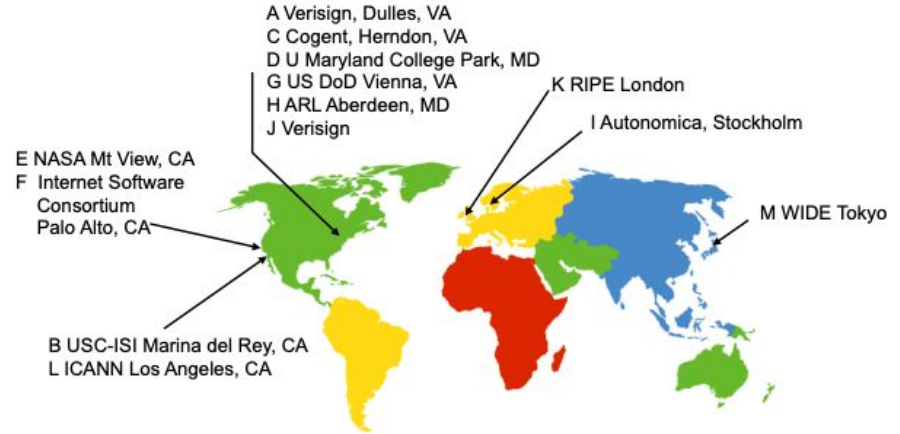 A Verisign, Dulles, VA
C Cogent, Herndon, VA
D U Maryland College Park, MD
G US DoD Vienna, VA
H ARL Aberdeen, MD
J Verisign
K RIPE London
I Autonomica, Stockholm
E NASA Mt View, CA
F Internet Software
Consortium
Palo Alto, CA
M WIDE Tokyo
B USC-ISI Marina del Rey, CA
L ICANN Los Angeles, CA